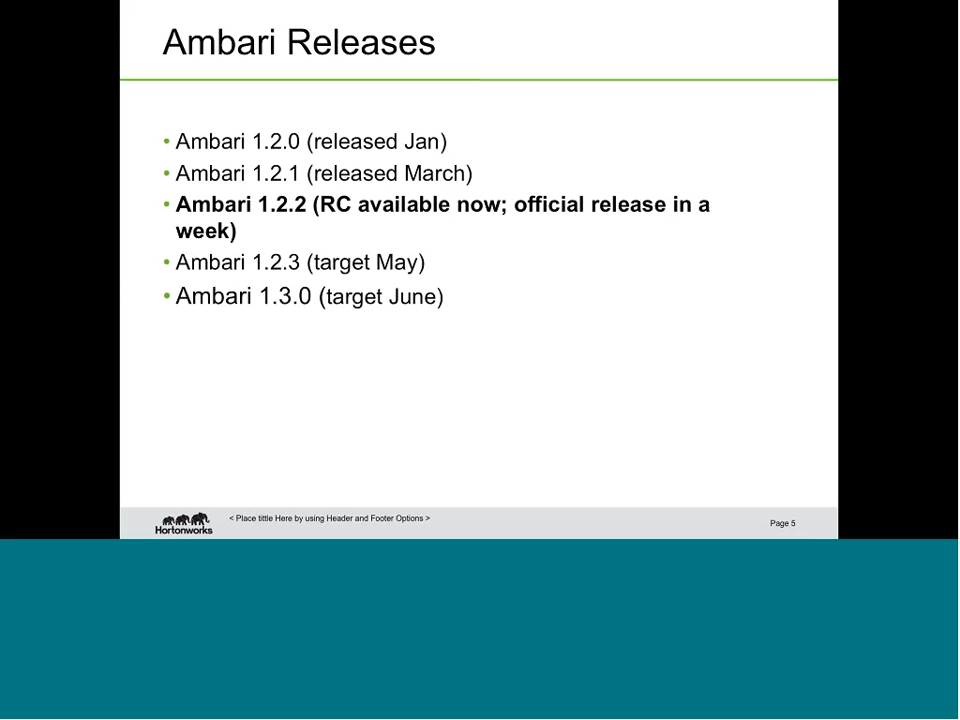 Ambari Releases
• Ambari 1.2.0 (released Jan)
• Ambari 1.2.1 (released March)
• Ambari 1.2.2 (RC available now; official release in a
week)
• Ambari 1.2.3 (target May)
• Ambari 1.3.0 (target June)
Hortonworks
< Place tittle Here by using Header and Footer Options >
Page 5